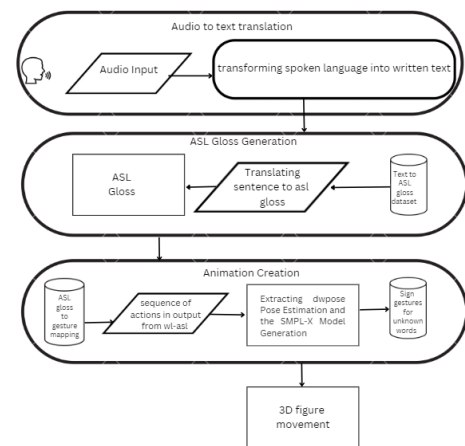 Audio to text translation
Audio Input
transforming spoken language into written text
ASL Gloss Generation
ASL
Gloss
Translating
sentence to asl
gloss
Text to
ASL
gloss
dataset
Animation Creation
ASL
gloss
to
gesture
mapping
sequence
of
actions in output
from wl-asl
Extracting dwpose
Pose Estimation and
the SMPL-X Model
Generation
Sign
gestures
for
unknown
words
3D figure
movement